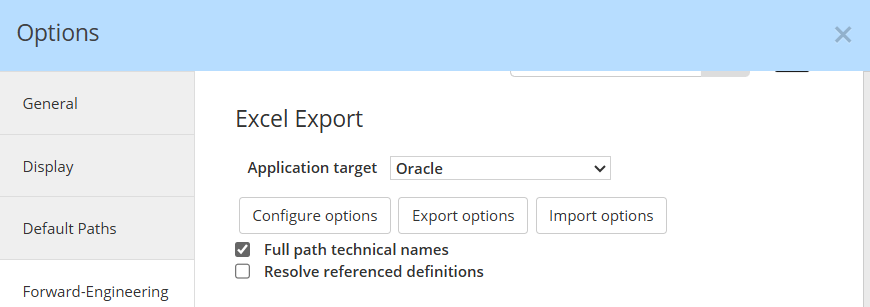 Options
General
Display
Default Paths
Forward-Engineering
Excel Export
Application target Oracle
Configure options Export options Import options
Full path technical names
Resolve referenced definitions